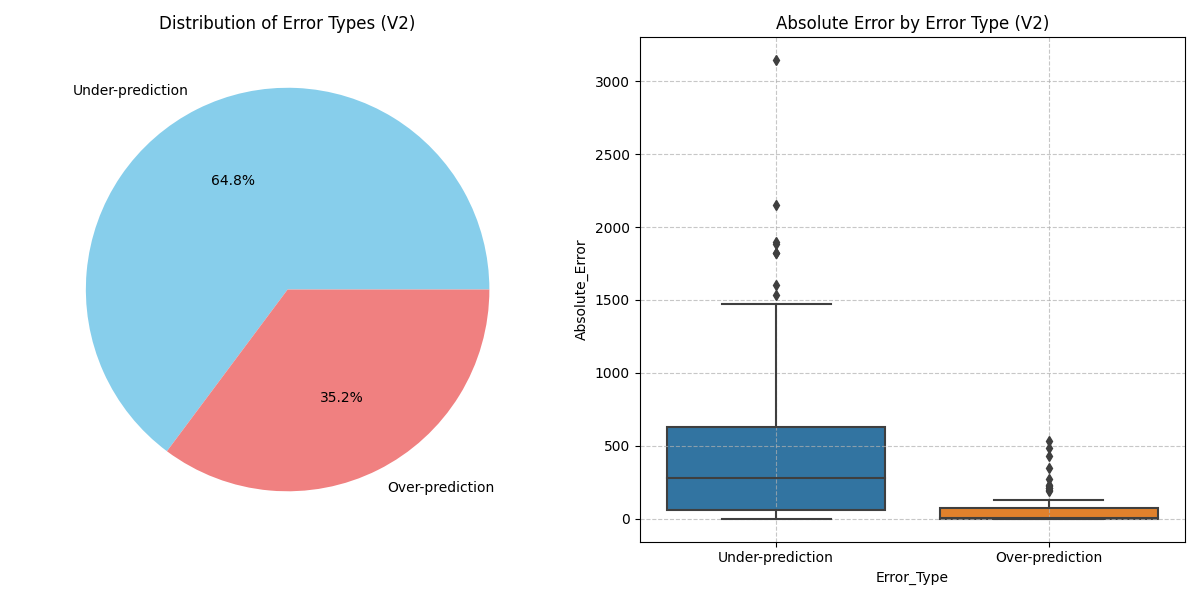 Distribution of Error Types (V2)
Under-prediction
64.8%
35.2%
Over-prediction
Absolute Error by Error Type (V2)
3000
2500
2000
1500
1000
500
0
Absolute_Error
Under-prediction
Over-prediction
Error_Type